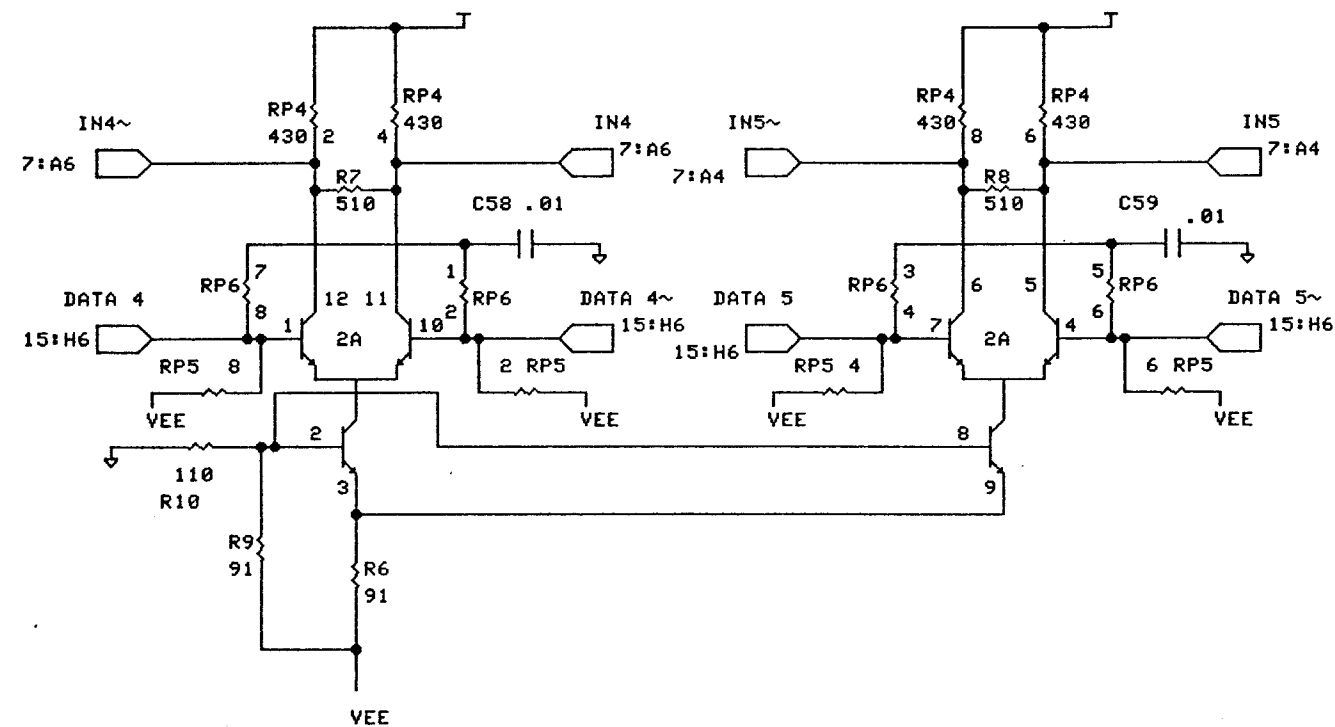 RP4 RP4 RP4 RP4
430 2 4 430 430 8 6 430
IN4~ IN4 IN5~ IN5
7:A6 7:A6 7:A4 7:A4
R7 R8
510 510
C58 .01 C59 .01
7 1 3 5
RP6 RP6 RP6 RP6
8 2 4 6
DATA 4 12 11 DATA 4~ DATA 5 6 5 DATA 5~
15:H6 1 2A 10 15:H6 15:H6 7 2A 4 15:H6
RP5 8 2 RP5 RP5 4 6 RP5
VEE VEE VEE VEE
2 8
110 3 9
R10
R9 R6
91 91
VEE